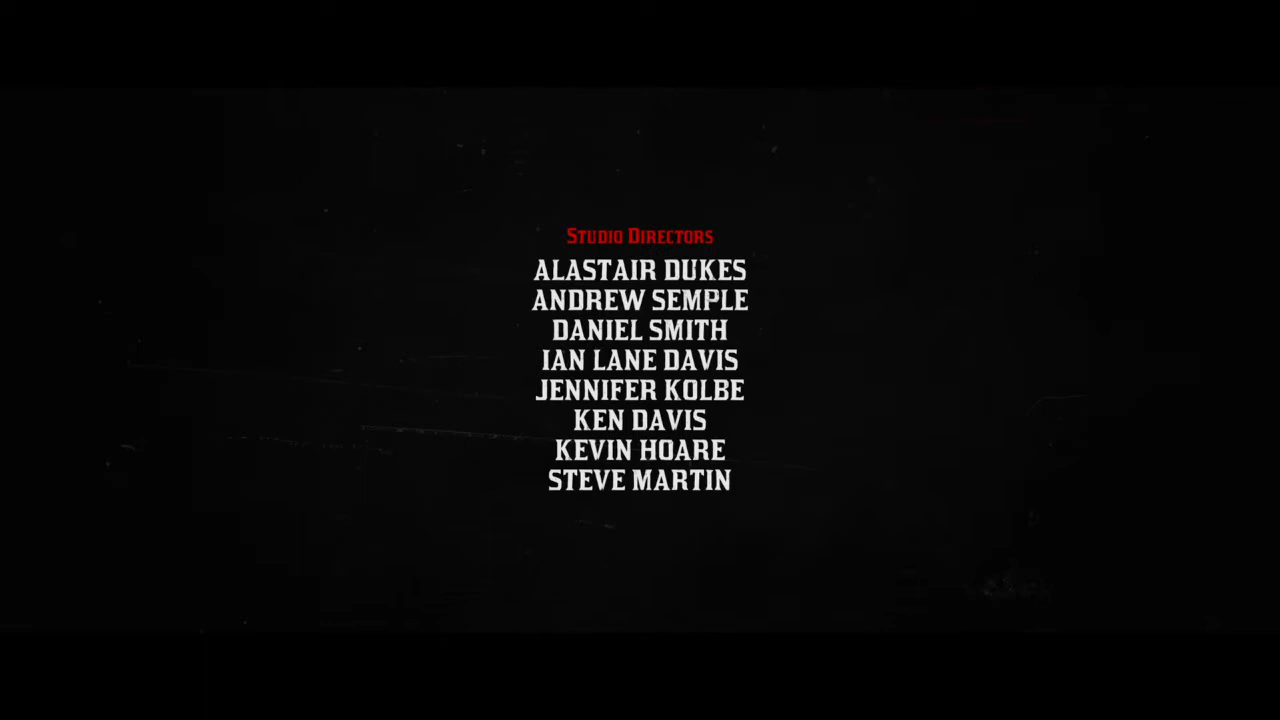 Studio Directors
ALASTAIR DUKES
ANDREW SEMPLE
DANIEL SMITH
IAN LANE DAVIS
JENNIFER KOLBE
KEN DAVIS
KEVIN HOARE
STEVE MARTIN